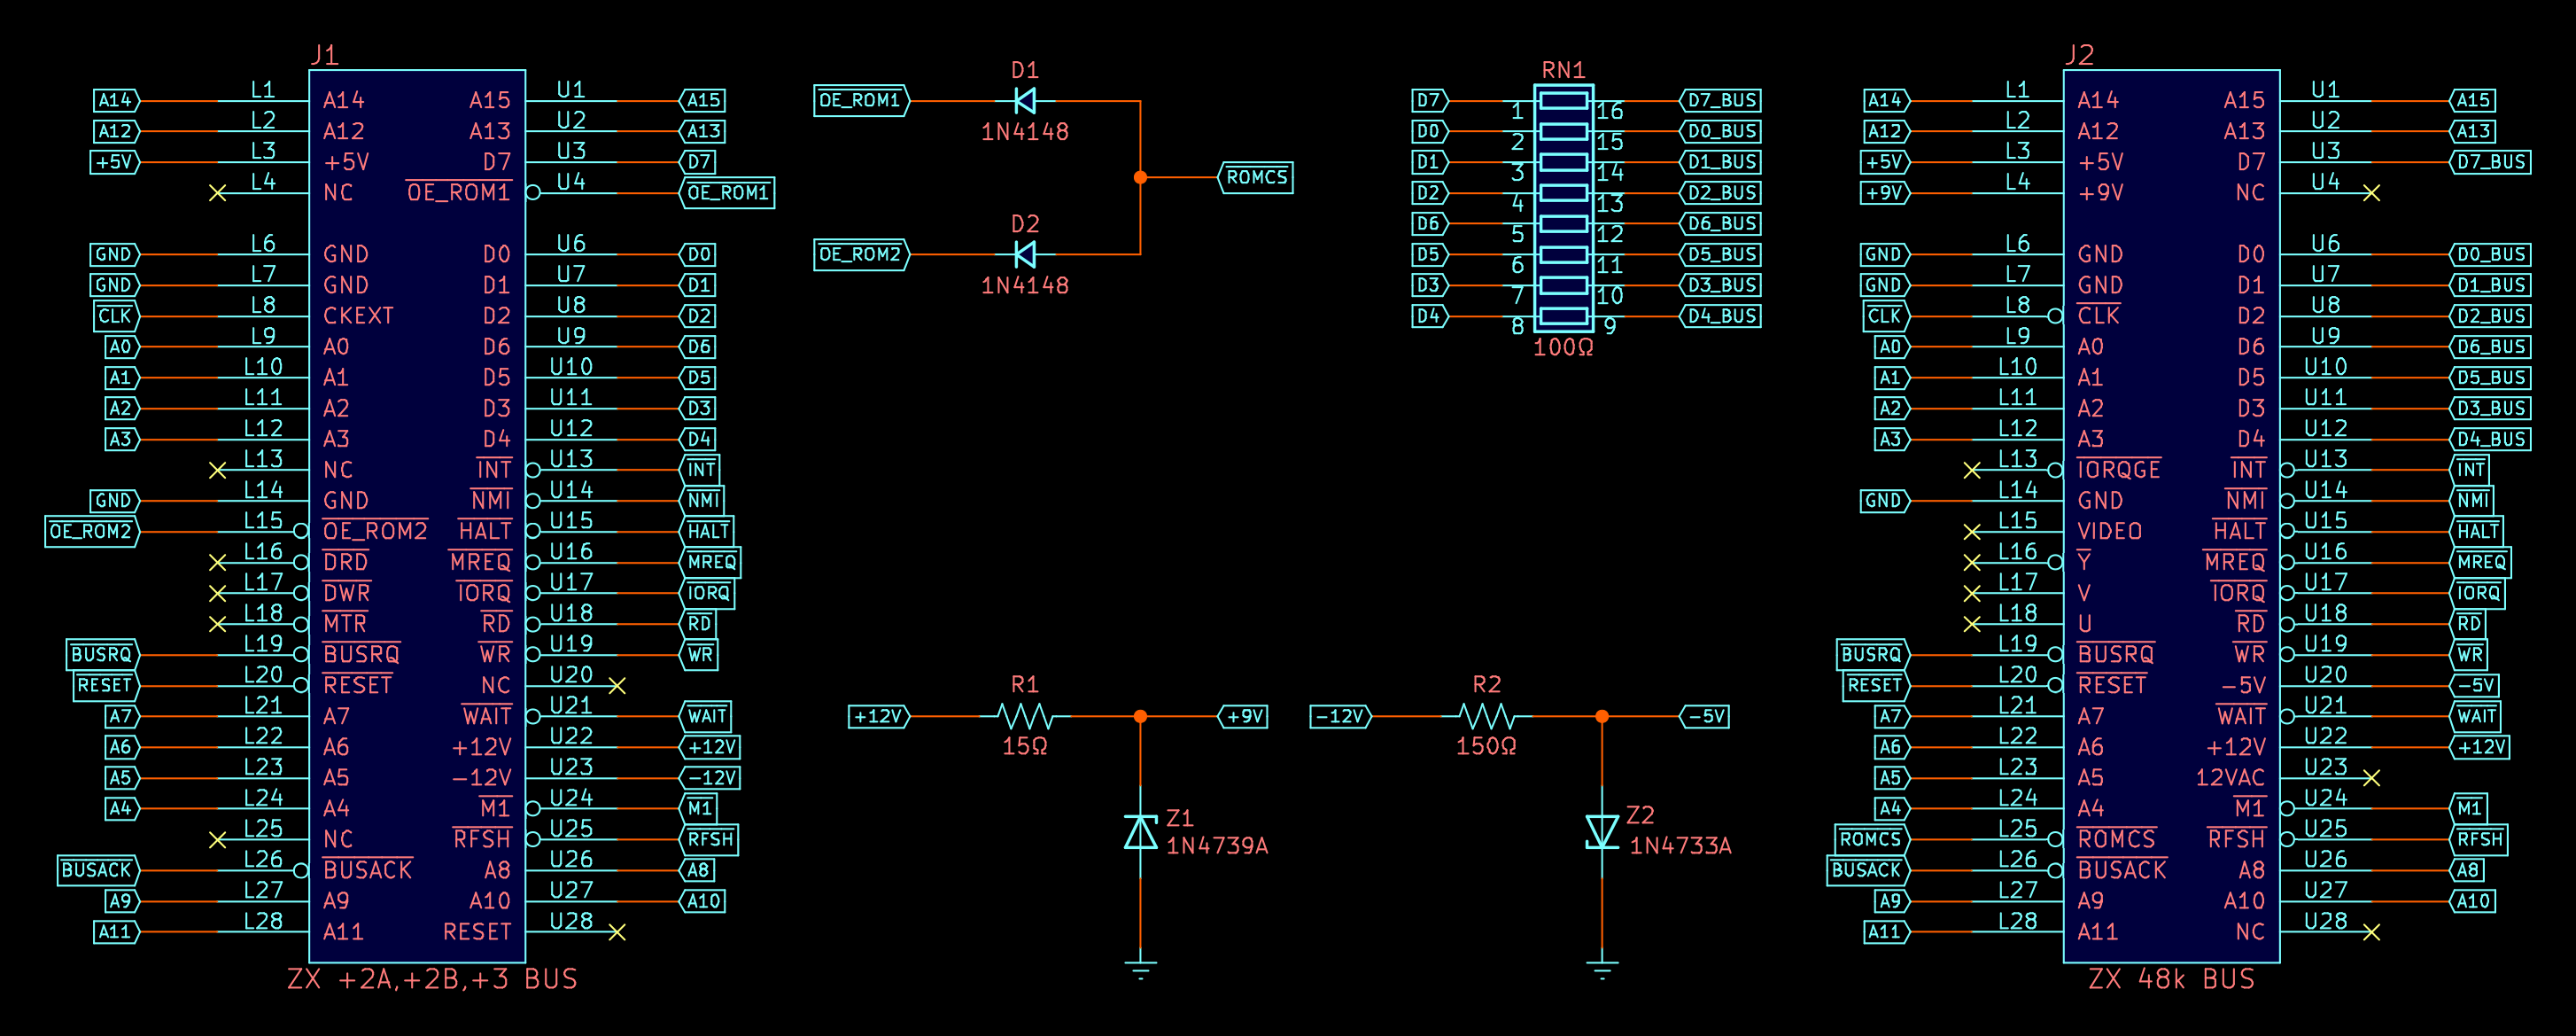 J1
A14 L1 A14 A15 U1 A15
A12 L2 A12 A13 U2 A13
+5V L3 +5V D7 U3 D7
L4 NC OE_ROM1 U4 OE_ROM1
GND L6 GND D0 U6 D0
GND L7 GND D1 U7 D1
CLK L8 CKEXT D2 U8 D2
A0 L9 A0 D6 U9 D6
A1 L10 A1 D5 U10 D5
A2 L11 A2 D3 U11 D3
A3 L12 A3 D4 U12 D4
L13 NC INT U13 INT
GND L14 GND NMI U14 NMI
OE_ROM2 L15 OE_ROM2 HALT U15 HALT
L16 DRD MREQ U16 MREQ
L17 DWR IORQ U17 IORQ
L18 MTR RD U18 RD
BUSRQ L19 BUSRQ WR U19 WR
RESET L20 RESET NC U20
A7 L21 A7 WAIT U21 WAIT
A6 L22 A6 +12V U22 +12V
A5 L23 A5 -12V U23 -12V
A4 L24 A4 M1 U24 M1
L25 NC RFSH U25 RFSH
BUSACK L26 BUSACK A8 U26 A8
A9 L27 A9 A10 U27 A10
A11 L28 A11 RESET U28
ZX +2A,+2B,+3 BUS
D1
OE_ROM1
1N4148
ROMCS
D2
OE_ROM2
1N4148
RN1
D7 1 16 D7_BUS
D0 2 15 D0_BUS
D1 3 14 D1_BUS
D2 4 13 D2_BUS
D6 5 12 D6_BUS
D5 6 11 D5_BUS
D3 7 10 D3_BUS
D4 8 9 D4_BUS
100Ω
R1
+12V +9V
15Ω
Z1
1N4739A
R2
-12V -5V
150Ω
Z2
1N4733A
J2
A14 L1 A14 A15 U1 A15
A12 L2 A12 A13 U2 A13
+5V L3 +5V D7 U3 D7_BUS
+9V L4 +9V NC U4
GND L6 GND D0 U6 D0_BUS
GND L7 GND D1 U7 D1_BUS
CLK L8 CLK D2 U8 D2_BUS
A0 L9 A0 D6 U9 D6_BUS
A1 L10 A1 D5 U10 D5_BUS
A2 L11 A2 D3 U11 D3_BUS
A3 L12 A3 D4 U12 D4_BUS
L13 IORQGE INT U13 INT
GND L14 GND NMI U14 NMI
L15 VIDEO HALT U15 HALT
L16 Y MREQ U16 MREQ
L17 V IORQ U17 IORQ
L18 U RD U18 RD
BUSRQ L19 BUSRQ WR U19 WR
RESET L20 RESET -5V U20 -5V
A7 L21 A7 WAIT U21 WAIT
A6 L22 A6 +12V U22 +12V
A5 L23 A5 12VAC U23
A4 L24 A4 M1 U24 M1
ROMCS L25 ROMCS RFSH U25 RFSH
BUSACK L26 BUSACK A8 U26 A8
A9 L27 A9 A10 U27 A10
A11 L28 A11 NC U28
ZX 48k BUS